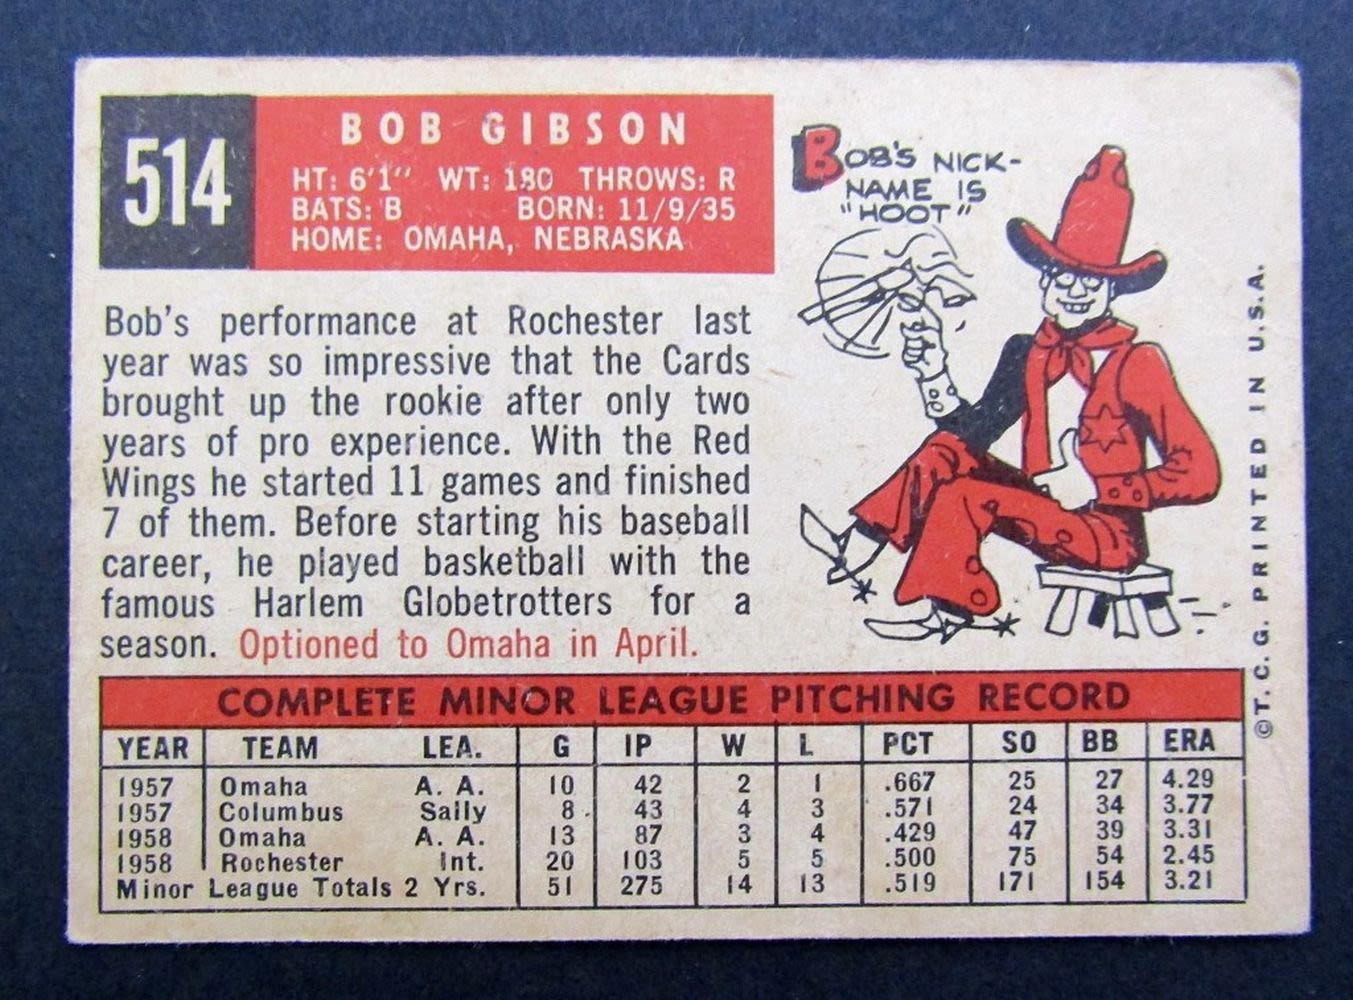 514
BOB GIBSON
HT: 6'1" WT: 180 THROWS: R
BATS: B BORN: 11/9/35
HOME: OMAHA, NEBRASKA
BOB'S NICK-
NAME IS
"HOOT"
Bob's performance at Rochester last
year was so impressive that the Cards
brought up the rookie after only two
years of pro experience. With the Red
Wings he started 11 games and finished
7 of them. Before starting his baseball
career, he played basketball with the
famous Harlem Globetrotters for a
season. Optioned to Omaha in April.
COMPLETE MINOR LEAGUE PITCHING RECORD
YEAR TEAM LEA. G IP W L PCT SO BB ERA
1957 Omaha A. A. 10 42 2 1 .667 25 27 4.29
1957 Columbus Sally 8 43 4 3 .571 24 34 3.77
1958 Omaha A. A. 13 87 3 4 .429 47 39 3.31
1958 Rochester Int. 20 103 5 5 .500 75 54 2.45
Minor League Totals 2 Yrs. 51 275 14 13 .519 171 154 3.21
©T. C. G. PRINTED IN U.S.A.